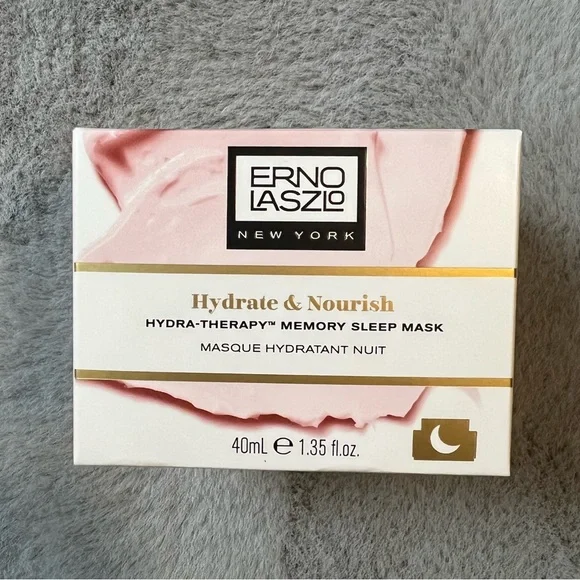 ERNO
LASZLO
NEW YORK
Hydrate & Nourish
HYDRA-THERAPY™ MEMORY SLEEP MASK
MASQUE HYDRATANT NUIT
40mL ℮ 1.35 fl.oz.